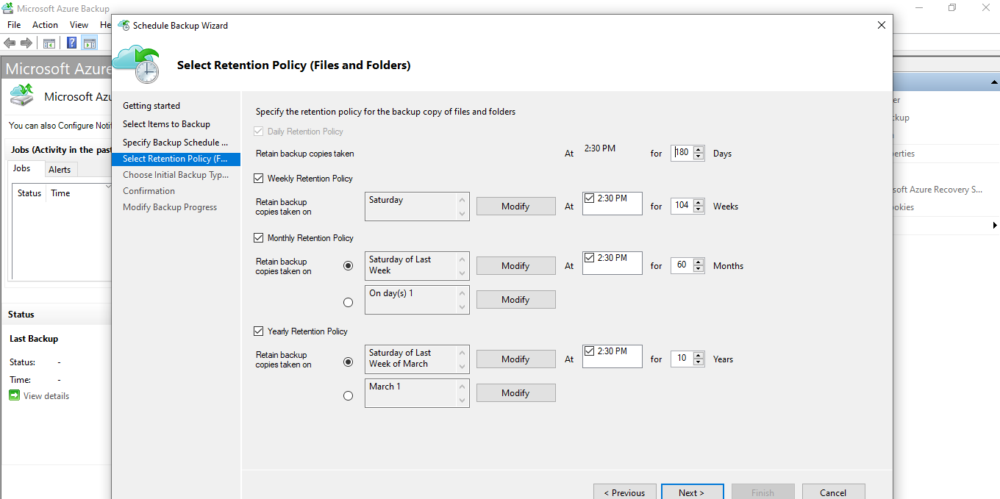 Microsoft Azure Backup
File Action View He
Schedule Backup Wizard
Microsoft Azure
Select Retention Policy (Files and Folders)
Microsoft Azu
You can also Configure Notif
Jobs (Activity in the past
Jobs Alerts
Status Time
Status
Last Backup
Status: -
Time: -
View details
Getting started
Select Items to Backup
Specify Backup Schedule ...
Select Retention Policy (F...
Choose Initial Backup Typ...
Confirmation
Modify Backup Progress
Specify the retention policy for the backup copy of files and folders
Daily Retention Policy
Retain backup copies taken At 2:30 PM for 180 Days
Weekly Retention Policy
Retain backup
copies taken on
Saturday Modify At 2:30 PM for 104 Weeks
Monthly Retention Policy
Retain backup
copies taken on
Saturday of Last
Week
Modify At 2:30 PM for 60 Months
On day(s) 1 Modify
Yearly Retention Policy
Retain backup
copies taken on
Saturday of Last
Week of March
Modify At 2:30 PM for 10 Years
March 1 Modify
< Previous Next > Finish Cancel
er
kup
erties
soft Azure Recovery S...
okies